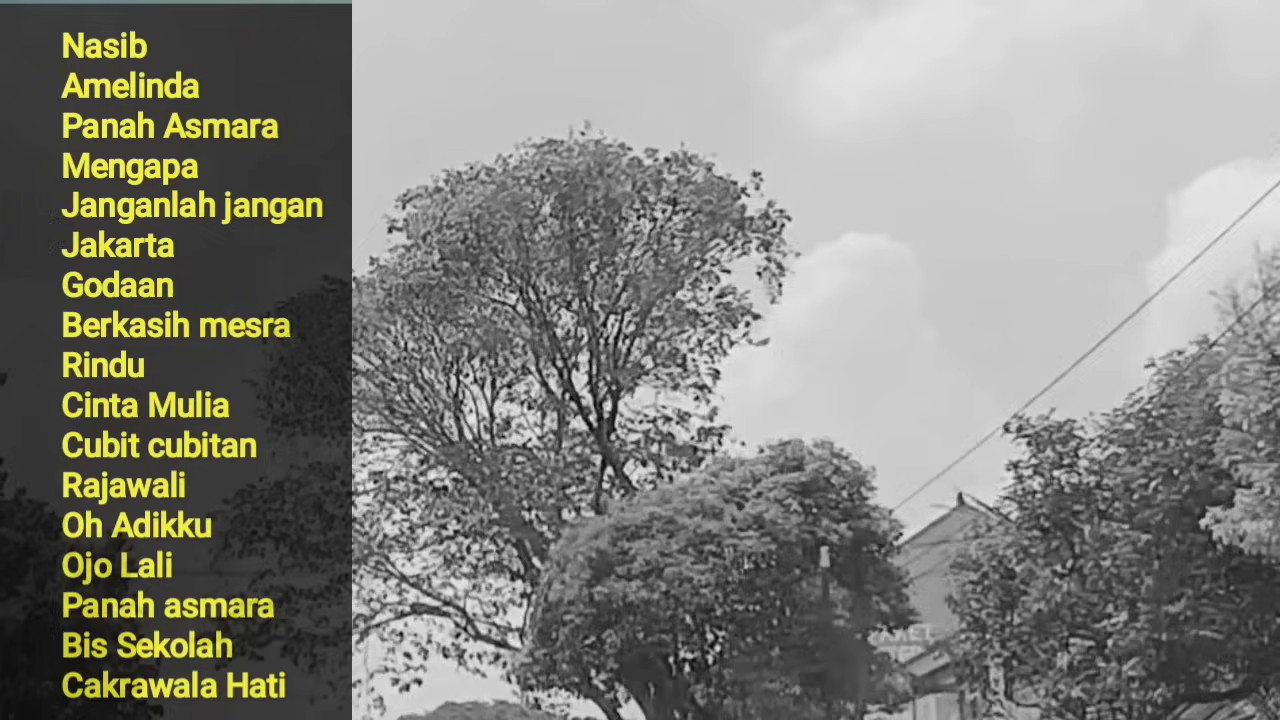 Nasib
Amelinda
Panah Asmara
Mengapa
Janganlah jangan
Jakarta
Godaan
Berkasih mesra
Rindu
Cinta Mulia
Cubit cubitan
Rajawali
Oh Adikku
Ojo Lali
Panah asmara
Bis Sekolah
Cakrawala Hati